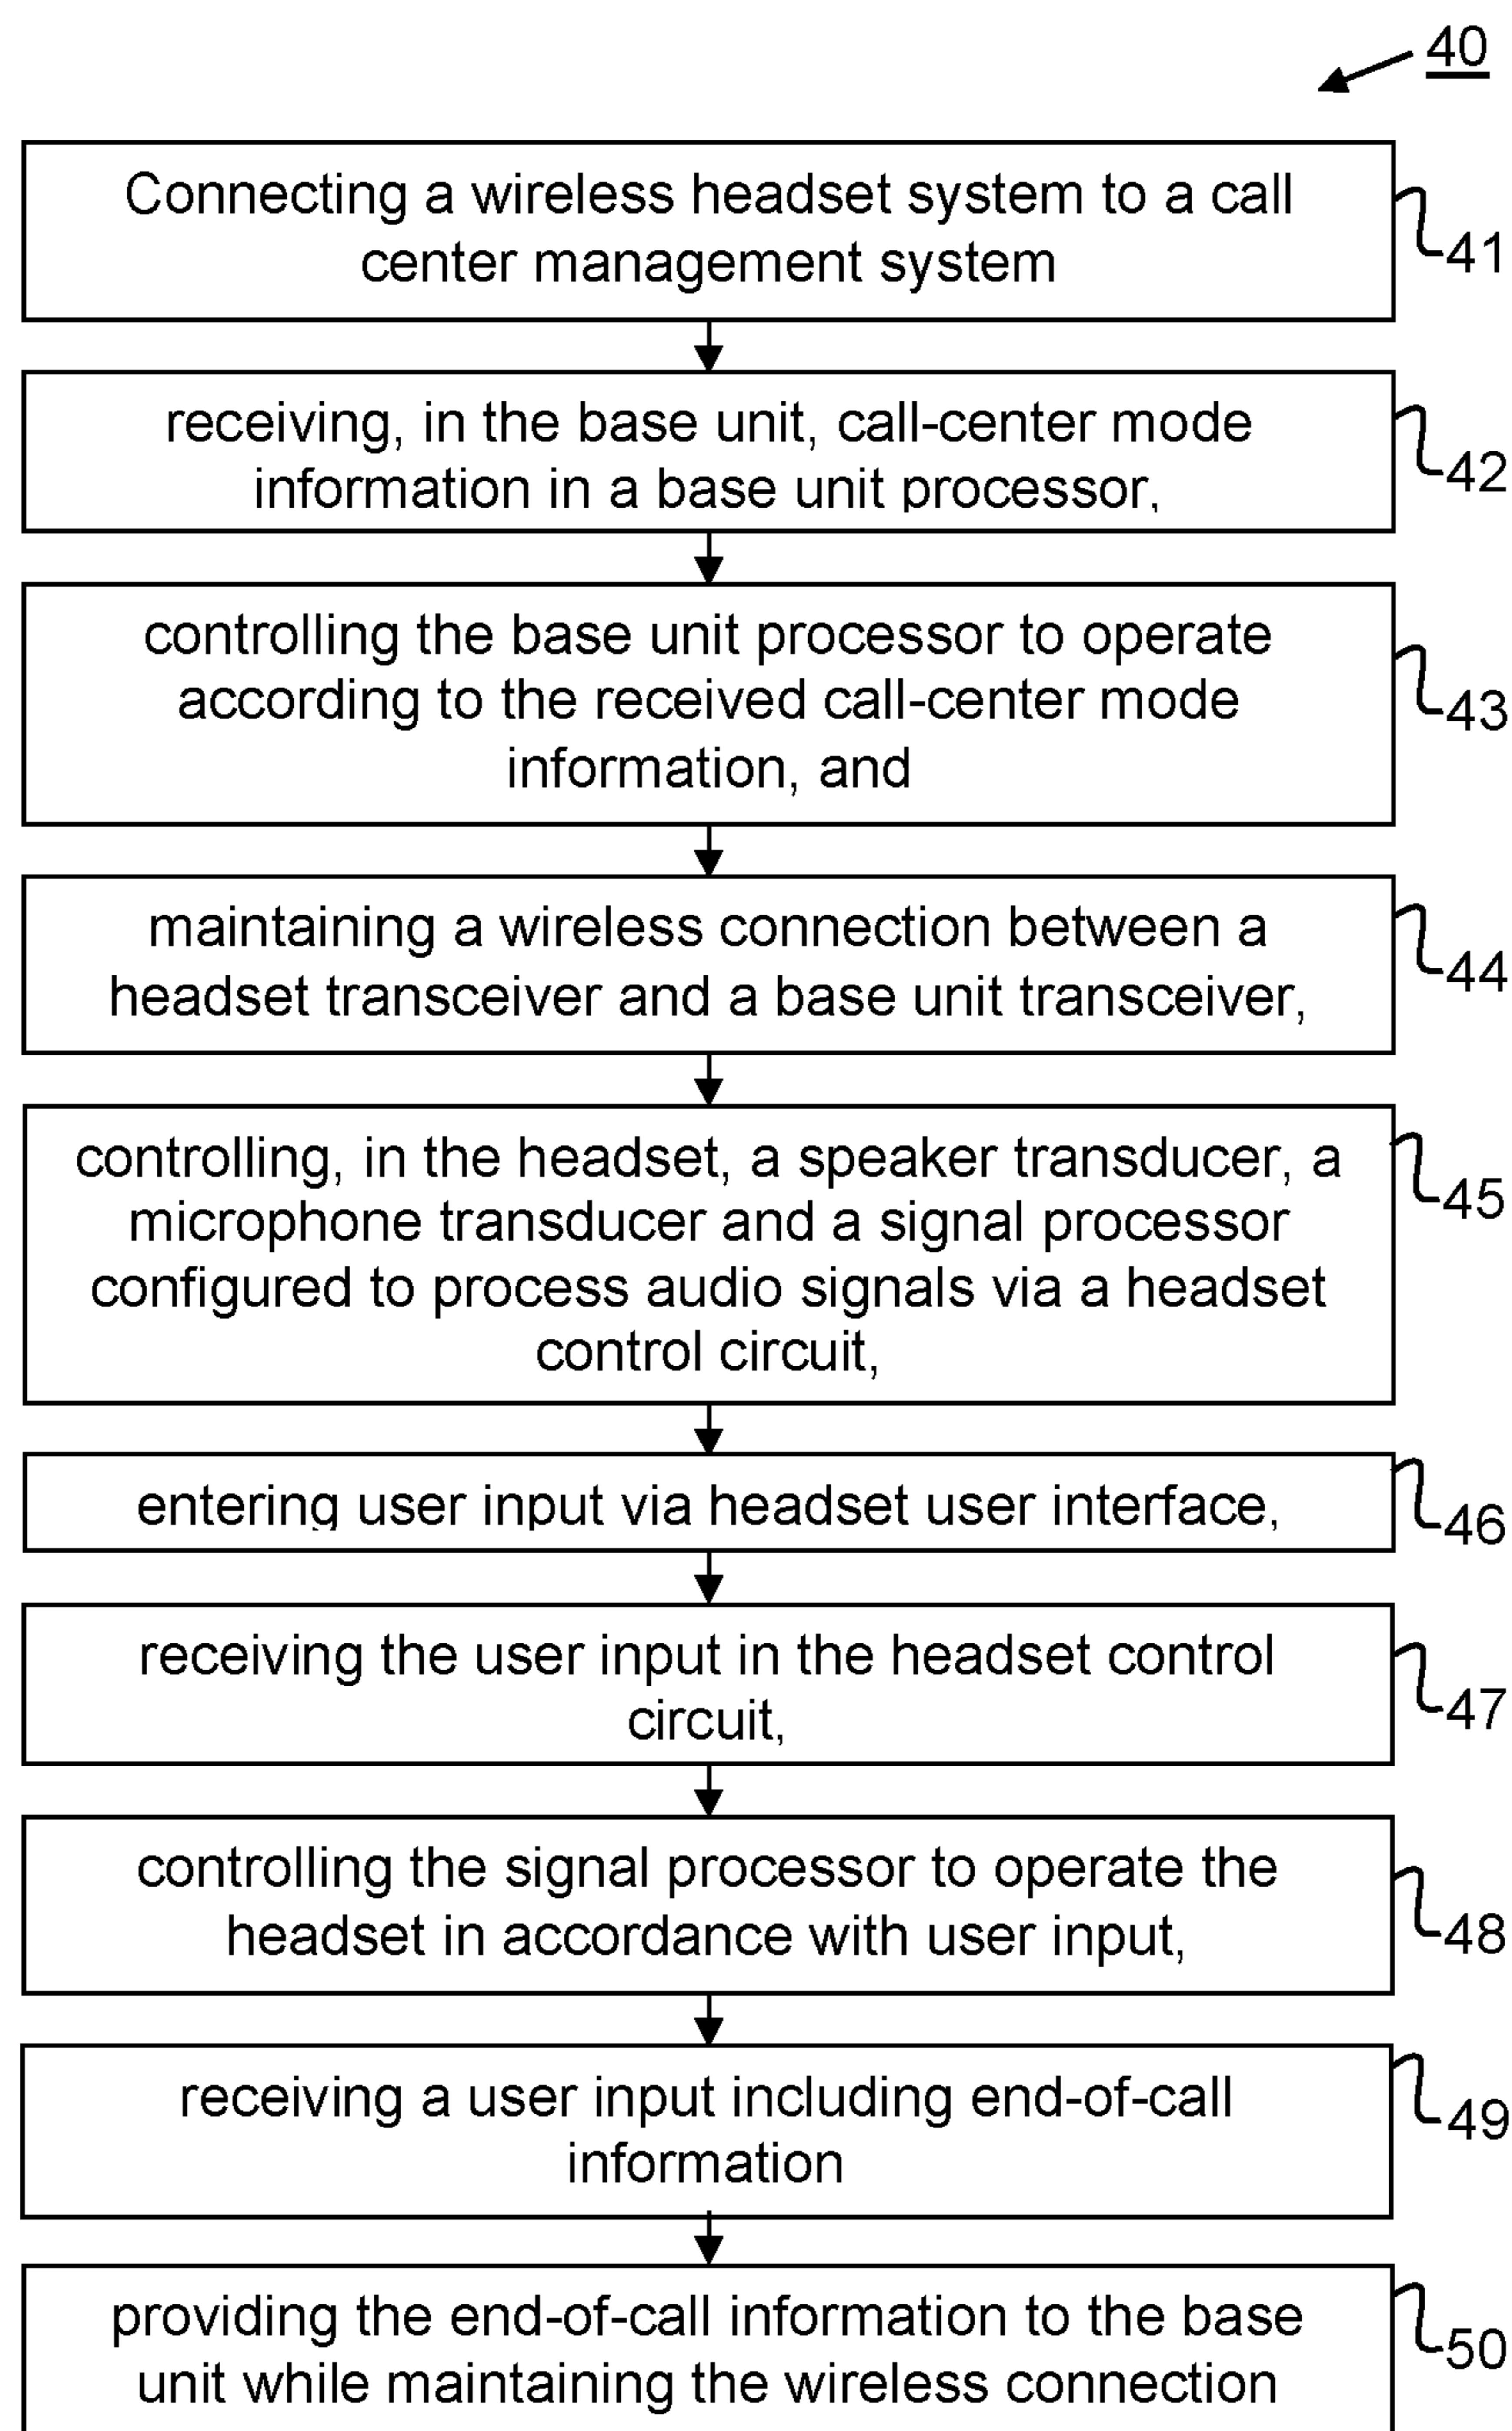 40
Connecting a wireless headset system to a call
center management system
41
receiving, in the base unit, call-center mode
information in a base unit processor,
42
controlling the base unit processor to operate
according to the received call-center mode
information, and
43
maintaining a wireless connection between a
headset transceiver and a base unit transceiver,
44
controlling, in the headset, a speaker transducer, a
microphone transducer and a signal processor
configured to process audio signals via a headset
control circuit,
45
entering user input via headset user interface,
46
receiving the user input in the headset control
circuit,
47
controlling the signal processor to operate the
headset in accordance with user input,
48
receiving a user input including end-of-call
information
49
providing the end-of-call information to the base
unit while maintaining the wireless connection
50